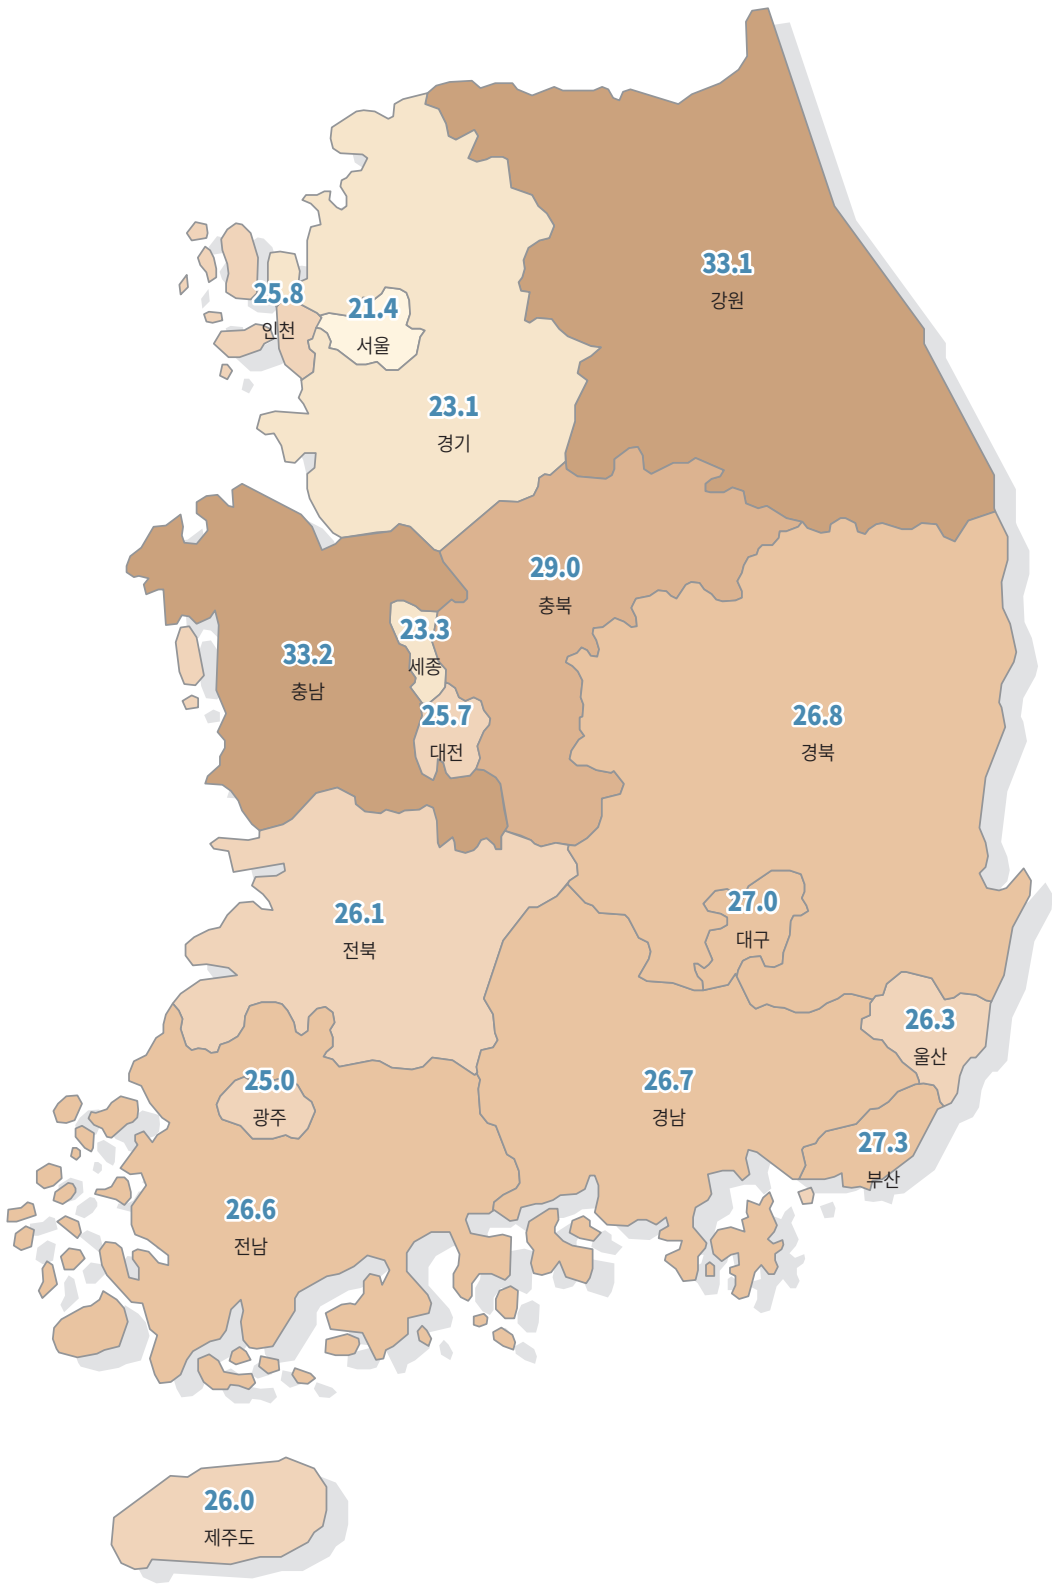 33.1
강원
25.8
인천
21.4
서울
23.1
경기
29.0
충북
23.3
세종
33.2
충남
25.7
대전
26.8
경북
27.0
대구
26.1
전북
26.3
울산
25.0
광주
26.7
경남
27.3
부산
26.6
전남
26.0
제주도